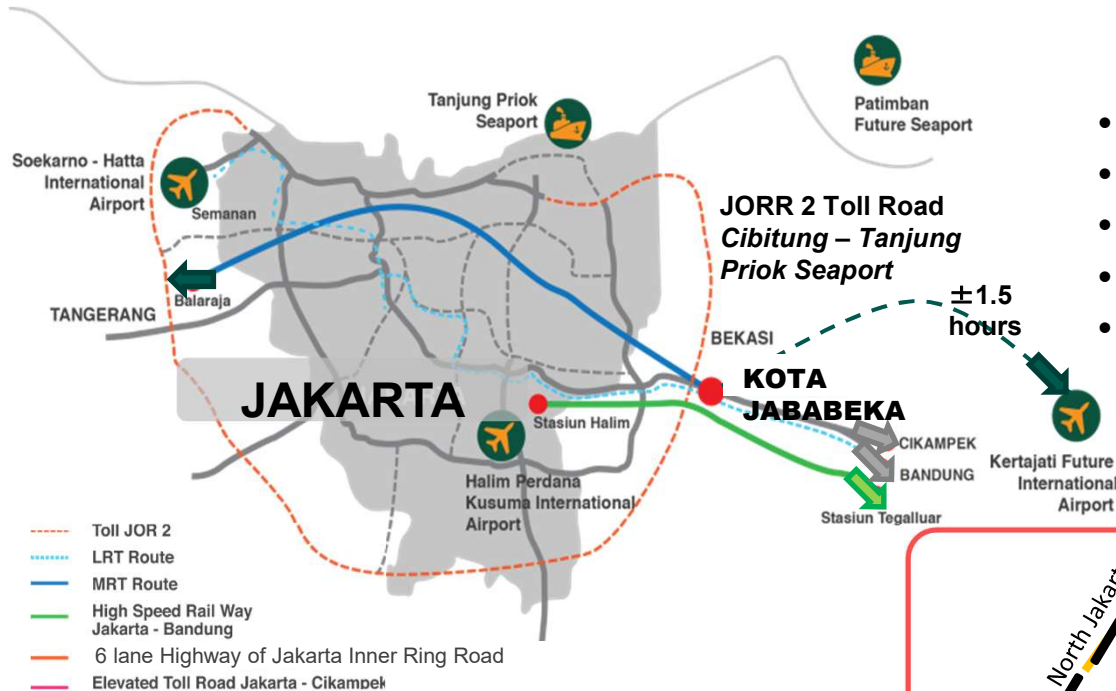 Tanjung Priok
Seaport
Patimban
Future Seaport
Soekarno - Hatta
International
Airport
Semanan
JORR 2 Toll Road
Cibitung – Tanjung
Priok Seaport
±1.5
hours
Balaraja
TANGERANG
BEKASI
JAKARTA
KOTA
JABABEKA
Stasiun Halim
CIKAMPEK
BANDUNG
Kertajati Future
International
Airport
Halim Perdana
Kusuma International
Airport
Stasiun Tegalluar
Toll JOR 2
LRT Route
MRT Route
High Speed Rail Way
Jakarta - Bandung
6 lane Highway of Jakarta Inner Ring Road
Elevated Toll Road Jakarta - Cikampek
North Jakart